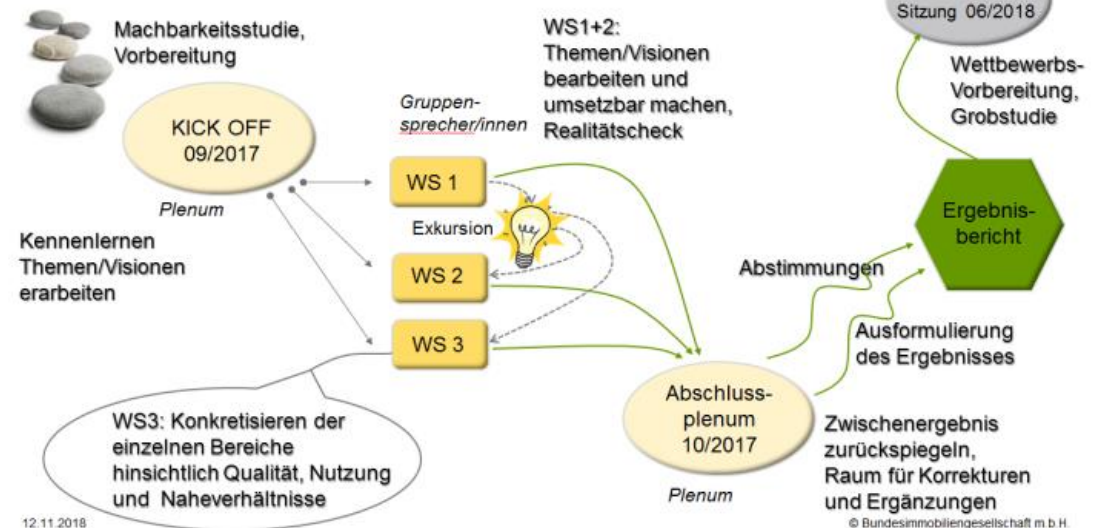 Machbarkeitsstudie,
Vorbereitung
KICK OFF
09/2017
Plenum
Kennenlernen
Themen/Visionen
erarbeiten
Gruppen-
sprecher/innen
WS1+2:
Themen/Visionen
bearbeiten und
umsetzbar machen,
Realitätscheck
WS 1
Exkursion
WS 2
WS 3
WS3: Konkretisieren der
einzelnen Bereiche
hinsichtlich Qualität, Nutzung
und Naheverhältnisse
Abschluss-
plenum
10/2017
Plenum
Zwischenergebnis
zurückspiegeln,
Raum für Korrekturen
und Ergänzungen
Abstimmungen
Ausformulierung
des Ergebnisses
Ergebnis-
bericht
Wettbewerbs-
Vorbereitung,
Grobstudie
Sitzung 06/2018
12.11.2018
© Bundesimmobiliengesellschaft m.b.H.